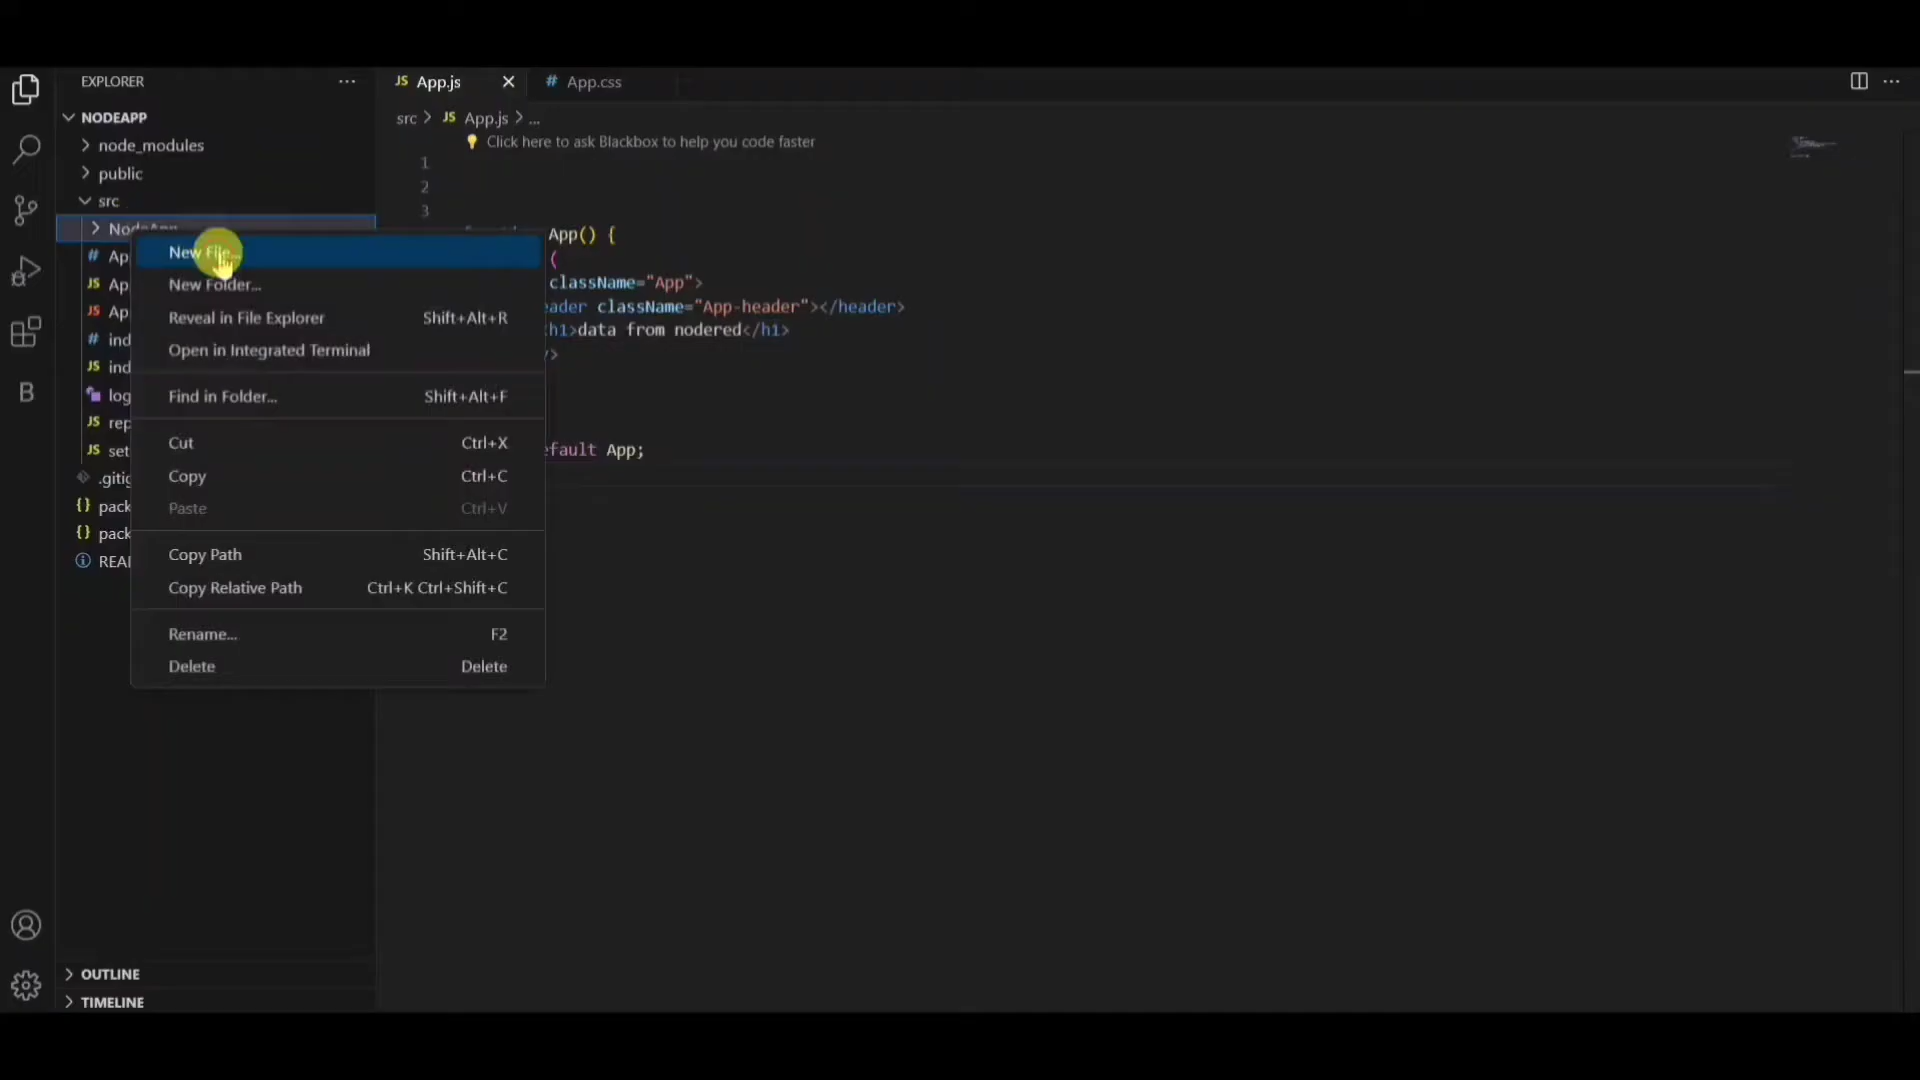 EXPLORER
NODEAPP
node_modules
public
src
# Ap
JS Ap
JS Ap
# ind
JS ind
log
JS rep
JS set
.gitig
{} pack
{} pack
REA
OUTLINE
TIMELINE
New File...
New Folder...
Reveal in File Explorer Shift+Alt+R
Open in Integrated Terminal
Find in Folder... Shift+Alt+F
Cut Ctrl+X
Copy Ctrl+C
Paste Ctrl+V
Copy Path Shift+Alt+C
Copy Relative Path Ctrl+K Ctrl+Shift+C
Rename... F2
Delete Delete
JS App.js # App.css
src > JS App.js > ...
Click here to ask Blackbox to help you code faster
1
2
3
App() {
(
className="App">
eader className="App-header"></header>
h1>data from nodered</h1>
>
efault App;
B